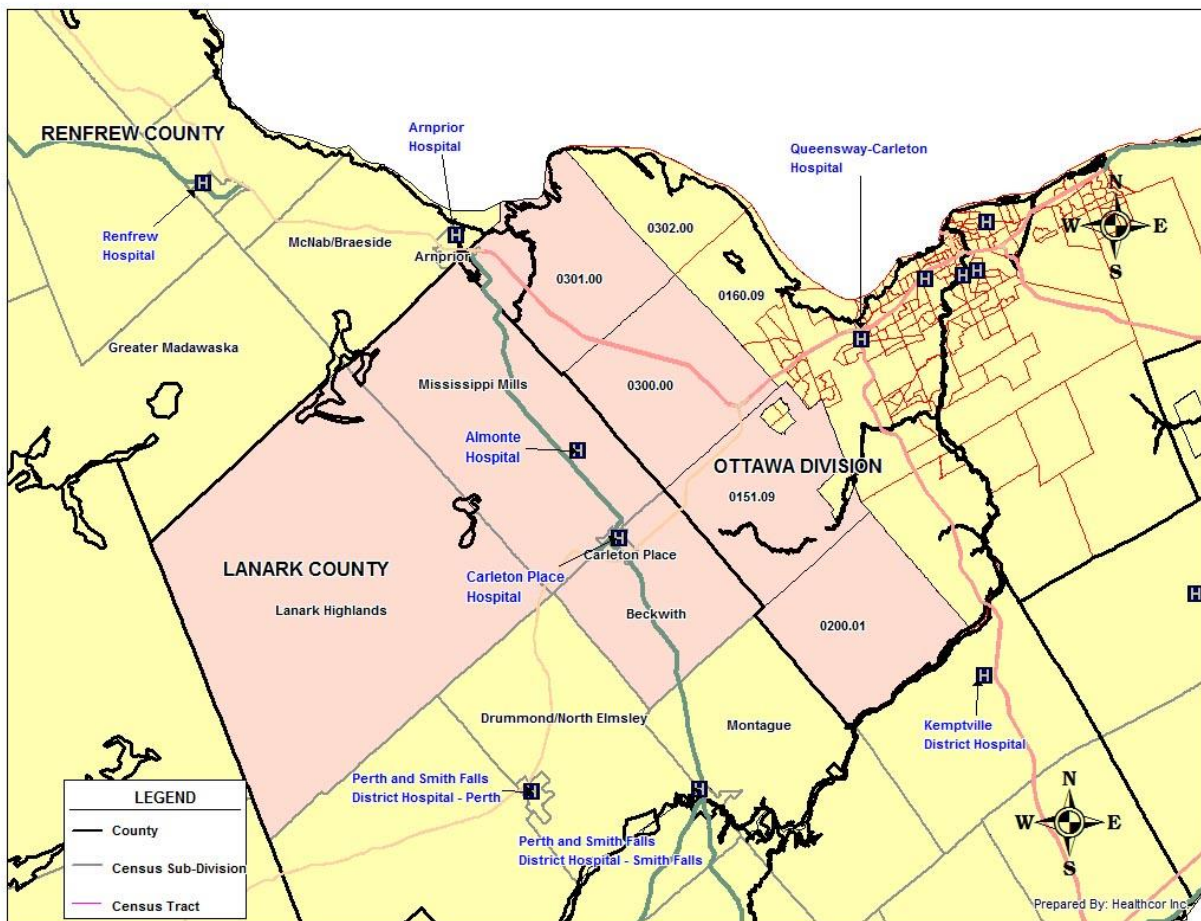 RENFREW COUNTY
Arnprior
Hospital
Queensway-Carleton
Hospital
H
N
W
E
S
H
H
H
H
H
Renfrew
Hospital
McNab/Braeside
H
Arnprior
0302.00
0301.00
0160.09
Greater Madawaska
H
Mississippi Mills
0300.00
Almonte
Hospital
H
OTTAWA DIVISION
0151.09
H
Carleton Place
LANARK COUNTY
Carleton Place
Hospital
Lanark Highlands
Beckwith
H
0200.01
H
Drummond/North Elmsley
Montague
Kemptville
District Hospital
Perth and Smith Falls
District Hospital - Perth
H
H
N
W
E
S
Perth and Smith Falls
District Hospital - Smith Falls
LEGEND
County
Census Sub-Division
Census Tract
Prepared By: Healthcor Inc.